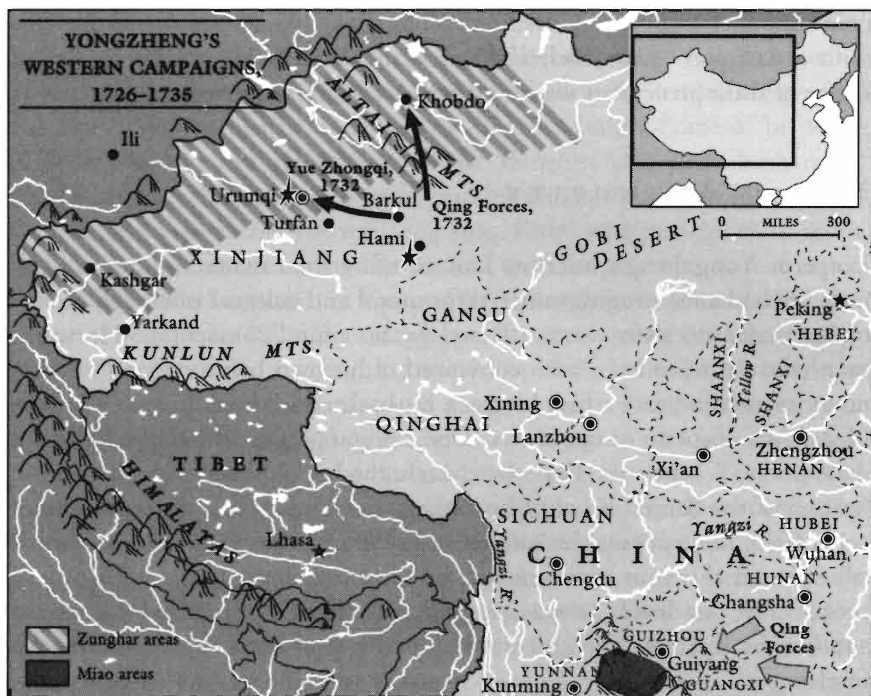 YONGZHENG'S
WESTERN CAMPAIGNS,
1726–1735
ALTAI
MTS
Khobdo
Ili
Yue Zhongqi,
1732
Urumqi
Barkul
Qing Forces,
1732
Turfan
Hami
XINJIANG
GOBI
DESERT
0 MILES 300
Kashgar
Yarkand
KUNLUN MTS.
GANSU
Peking
HEBEI
SHAANXI
Yellow R.
SHANXI
Xining
QINGHAI
Lanzhou
Zhengzhou
Xi'an
HENAN
TIBET
HIMALAYAS
Lhasa
SICHUAN
Yangzi R.
Yangzi R.
HUBEI
Wuhan
CHINA
Chengdu
HUNAN
Changsha
GUIZHOU
Qing
Forces
Guiyang
YUNNAN
GUANGXI
Kunming
Zunghar areas
Miao areas